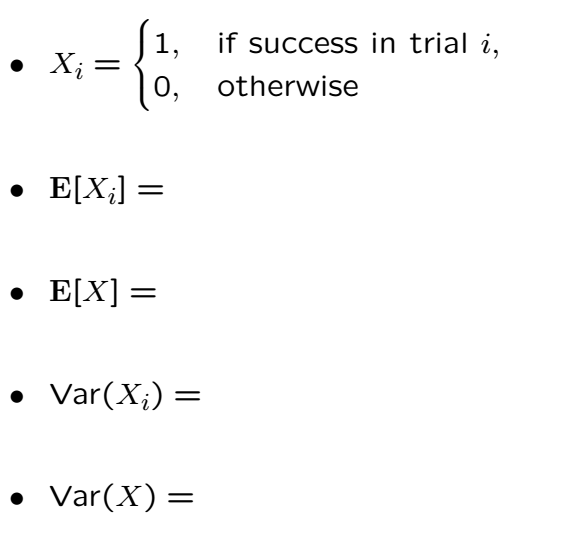 • X_i = { 1, if success in trial i,
0, otherwise
• E[X_i] =
• E[X] =
• Var(X_i) =
• Var(X) =